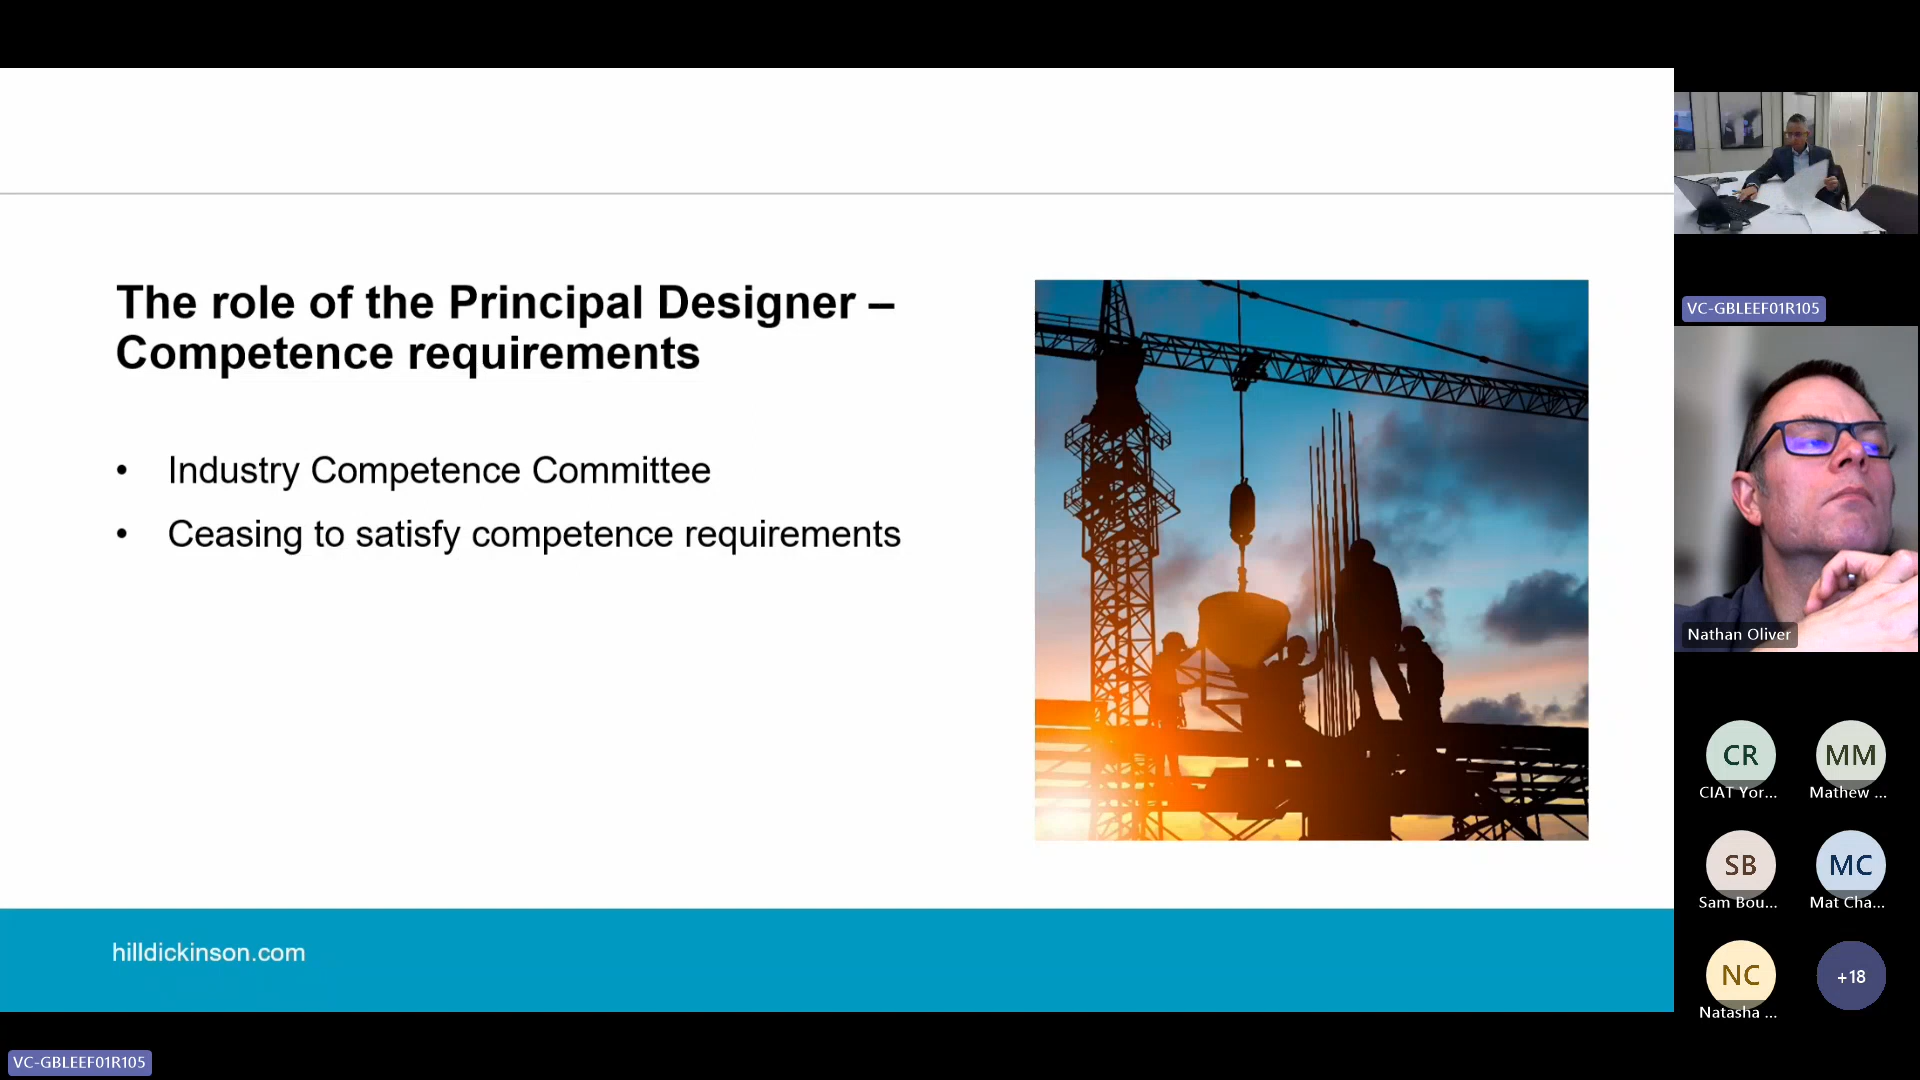 The role of the Principal Designer –
Competence requirements
• Industry Competence Committee
• Ceasing to satisfy competence requirements
hilldickinson.com
VC-GBLEEF01R105
VC-GBLEEF01R105
Nathan Oliver
CR
CIAT Yor...
MM
Mathew ...
SB
Sam Bou...
MC
Mat Cha...
NC
Natasha ...
+18